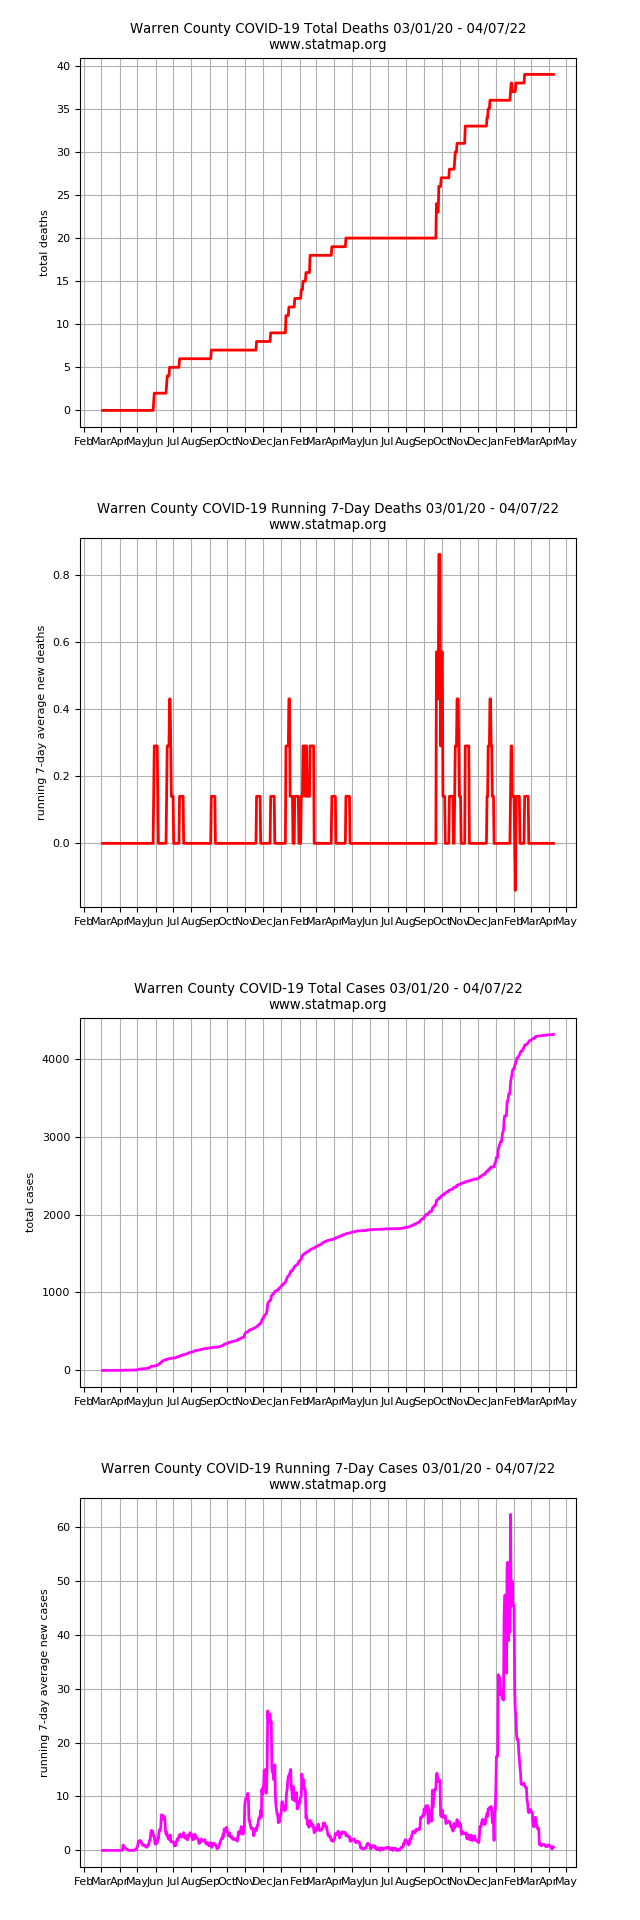 Warren County COVID-19 Total Deaths 03/01/20 - 04/07/22
www.statmap.org
total deaths
40
35
30
25
20
15
10
5
0
Feb Mar Apr May Jun Jul Aug Sep Oct Nov Dec Jan Feb Mar Apr May Jun Jul Aug Sep Oct Nov Dec Jan Feb Mar Apr May
Warren County COVID-19 Running 7-Day Deaths 03/01/20 - 04/07/22
www.statmap.org
running 7-day average new deaths
0.8
0.6
0.4
0.2
0.0
Feb Mar Apr May Jun Jul Aug Sep Oct Nov Dec Jan Feb Mar Apr May Jun Jul Aug Sep Oct Nov Dec Jan Feb Mar Apr May
Warren County COVID-19 Total Cases 03/01/20 - 04/07/22
www.statmap.org
total cases
4000
3000
2000
1000
0
Feb Mar Apr May Jun Jul Aug Sep Oct Nov Dec Jan Feb Mar Apr May Jun Jul Aug Sep Oct Nov Dec Jan Feb Mar Apr May
Warren County COVID-19 Running 7-Day Cases 03/01/20 - 04/07/22
www.statmap.org
running 7-day average new cases
60
50
40
30
20
10
0
Feb Mar Apr May Jun Jul Aug Sep Oct Nov Dec Jan Feb Mar Apr May Jun Jul Aug Sep Oct Nov Dec Jan Feb Mar Apr May